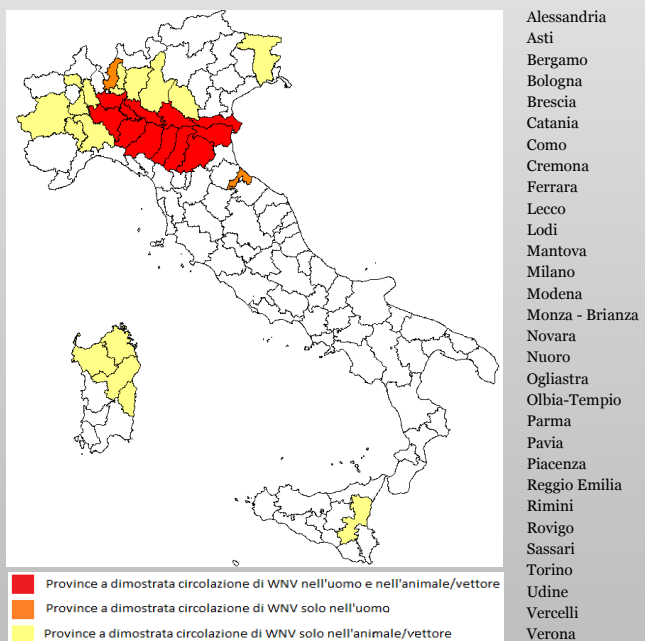 Alessandria
Asti
Bergamo
Bologna
Brescia
Catania
Como
Cremona
Ferrara
Lecco
Lodi
Mantova
Milano
Modena
Monza - Brianza
Novara
Nuoro
Ogliastra
Olbia-Tempio
Parma
Pavia
Piacenza
Reggio Emilia
Rimini
Rovigo
Sassari
Torino
Udine
Vercelli
Verona
Province a dimostrata circolazione di WNV nell'uomo e nell'animale/vettore
Province a dimostrata circolazione di WNV solo nell'uomo
Province a dimostrata circolazione di WNV solo nell'animale/vettore